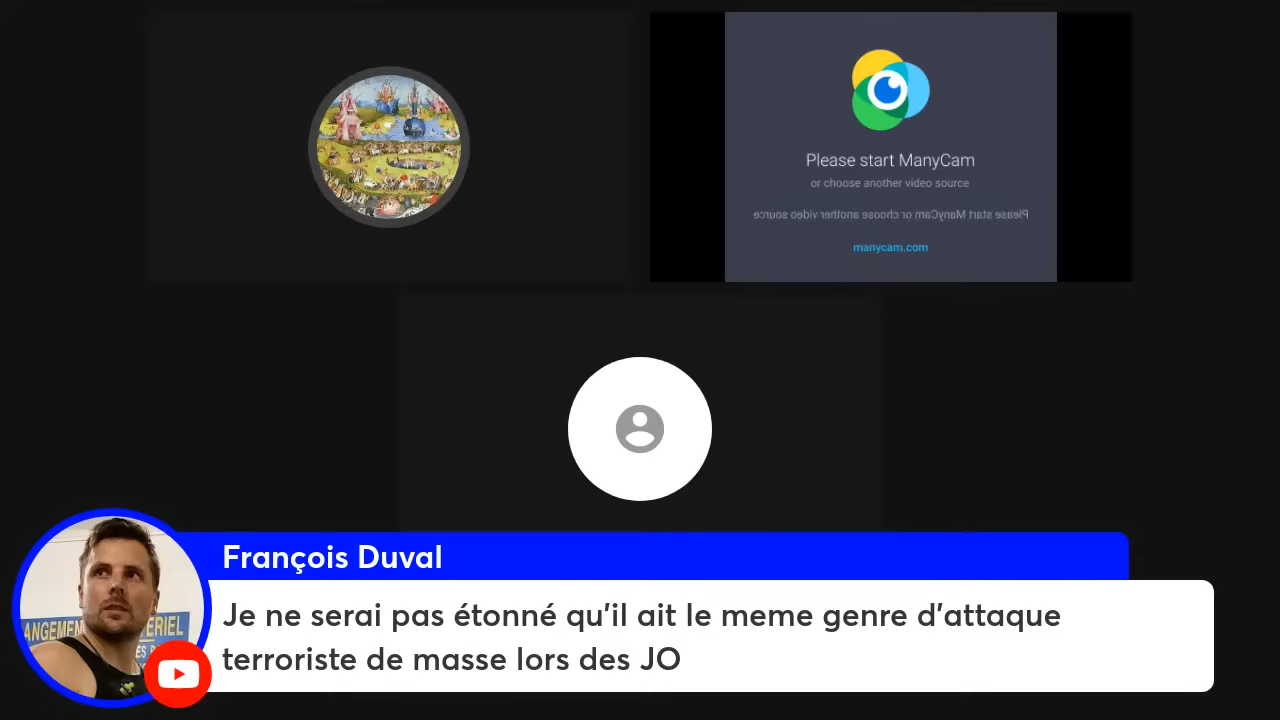 Please start ManyCam
or choose another video source
Please start ManyCam or choose another video source
manycam.com
François Duval
Je ne serai pas étonné qu'il ait le meme genre d'attaque
terroriste de masse lors des JO